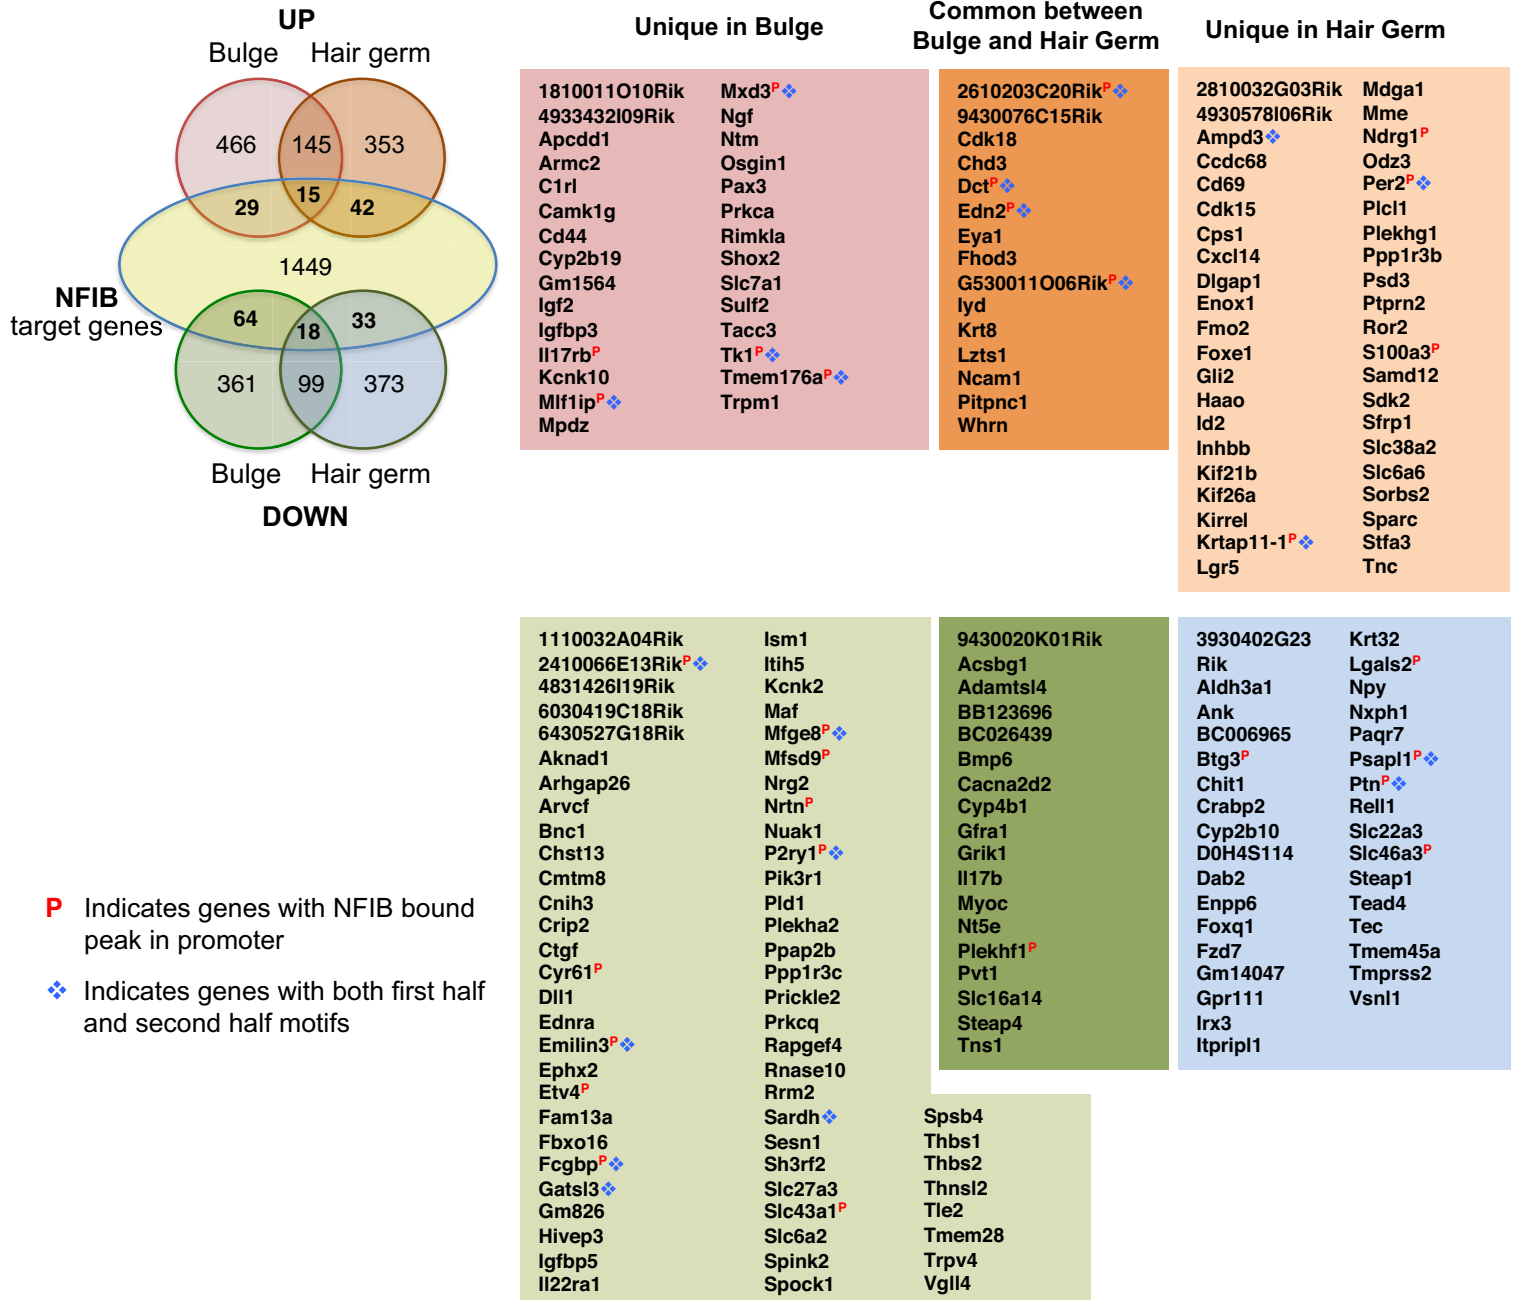 UP
Bulge Hair germ
466 145 353
29 15 42
1449
NFIB
target genes
64 18 33
361 99 373
Bulge Hair germ
DOWN
P Indicates genes with NFIB bound
peak in promoter
❖ Indicates genes with both first half
and second half motifs
Unique in Bulge
1810011O10Rik
4933432I09Rik
Apcdd1
Armc2
C1rl
Camk1g
Cd44
Cyp2b19
Gm1564
Igf2
Igfbp3
Il17rbP
Kcnk10
Mlf1ipP❖
Mpdz
Mxd3P❖
Ngf
Ntm
Osgin1
Pax3
Prkca
Rimkla
Shox2
Slc7a1
Sulf2
Tacc3
Tk1P❖
Tmem176aP❖
Trpm1
Common between
Bulge and Hair Germ
2610203C20RikP❖
9430076C15Rik
Cdk18
Chd3
DctP❖
Edn2P❖
Eya1
Fhod3
G530011O06RikP❖
Iyd
Krt8
Lzts1
Ncam1
Pitpnc1
Whrn
Unique in Hair Germ
2810032G03Rik
4930578I06Rik
Ampd3❖
Ccdc68
Cd69
Cdk15
Cps1
Cxcl14
Dlgap1
Enox1
Fmo2
Foxe1
Gli2
Haao
Id2
Inhbb
Kif21b
Kif26a
Kirrel
Krtap11-1P❖
Lgr5
Mdga1
Mme
Ndrg1P
Odz3
Per2P❖
Plcl1
Plekhg1
Ppp1r3b
Psd3
Ptprn2
Ror2
S100a3P
Samd12
Sdk2
Sfrp1
Slc38a2
Slc6a6
Sorbs2
Sparc
Stfa3
Tnc
1110032A04Rik
2410066E13RikP❖
4831426I19Rik
6030419C18Rik
6430527G18Rik
Aknad1
Arhgap26
Arvcf
Bnc1
Chst13
Cmtm8
Cnih3
Crip2
Ctgf
Cyr61P
Dll1
Ednra
Emilin3P❖
Ephx2
Etv4P
Fam13a
Fbxo16
FcgbpP❖
Gatsl3❖
Gm826
Hivep3
Igfbp5
Il22ra1
Ism1
Itih5
Kcnk2
Maf
Mfge8P❖
Mfsd9P
Nrg2
NrtnP
Nuak1
P2ry1P❖
Pik3r1
Pld1
Plekha2
Ppap2b
Ppp1r3c
Prickle2
Prkcq
Rapgef4
Rnase10
Rrm2
Sardh❖
Sesn1
Sh3rf2
Slc27a3
Slc43a1P
Slc6a2
Spink2
Spock1
Spsb4
Thbs1
Thbs2
Thnsl2
Tle2
Tmem28
Trpv4
Vgll4
9430020K01Rik
Acsbg1
Adamtsl4
BB123696
BC026439
Bmp6
Cacna2d2
Cyp4b1
Gfra1
Grik1
Il17b
Myoc
Nt5e
Plekhf1P
Pvt1
Slc16a14
Steap4
Tns1
3930402G23
Rik
Aldh3a1
Ank
BC006965
Btg3P
Chit1
Crabp2
Cyp2b10
D0H4S114
Dab2
Enpp6
Foxq1
Fzd7
Gm14047
Gpr111
Irx3
Itpripl1
Krt32
Lgals2P
Npy
Nxph1
Paqr7
Psapl1P❖
PtnP❖
Rell1
Slc22a3
Slc46a3P
Steap1
Tead4
Tec
Tmem45a
Tmprss2
Vsnl1